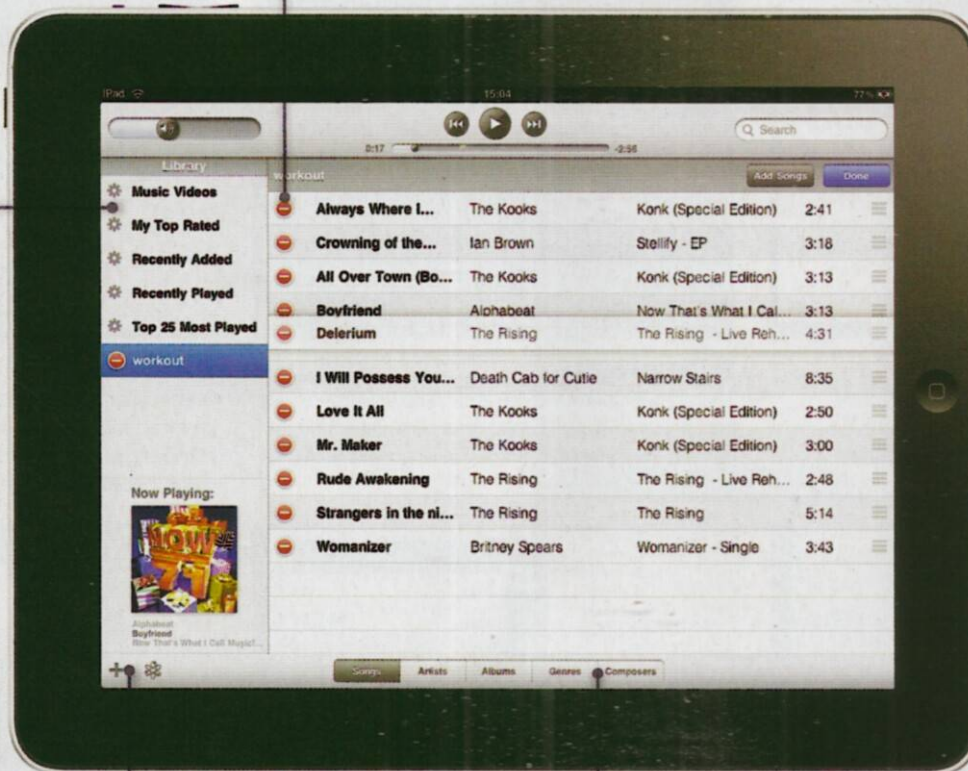 iPad 15:04 77%
Search
0:17 -2:56
Library
workout Add Songs Done
Music Videos
My Top Rated
Recently Added
Recently Played
Top 25 Most Played
workout
Always Where I... The Kooks Konk (Special Edition) 2:41
Crowning of the... Ian Brown Stellify - EP 3:18
All Over Town (Bo... The Kooks Konk (Special Edition) 3:13
Boyfriend Alphabeat Now That's What I Cal... 3:13
Delerium The Rising The Rising - Live Reh... 4:31
I Will Possess You... Death Cab for Cutie Narrow Stairs 8:35
Love It All The Kooks Konk (Special Edition) 2:50
Mr. Maker The Kooks Konk (Special Edition) 3:00
Rude Awakening The Rising The Rising - Live Reh... 2:48
Strangers in the ni... The Rising The Rising 5:14
Womanizer Britney Spears Womanizer - Single 3:43
Now Playing:
NOW
Alphabeat
Boyfriend
Now That's What I Call Music!...
Songs Artists Albums Genres Composers